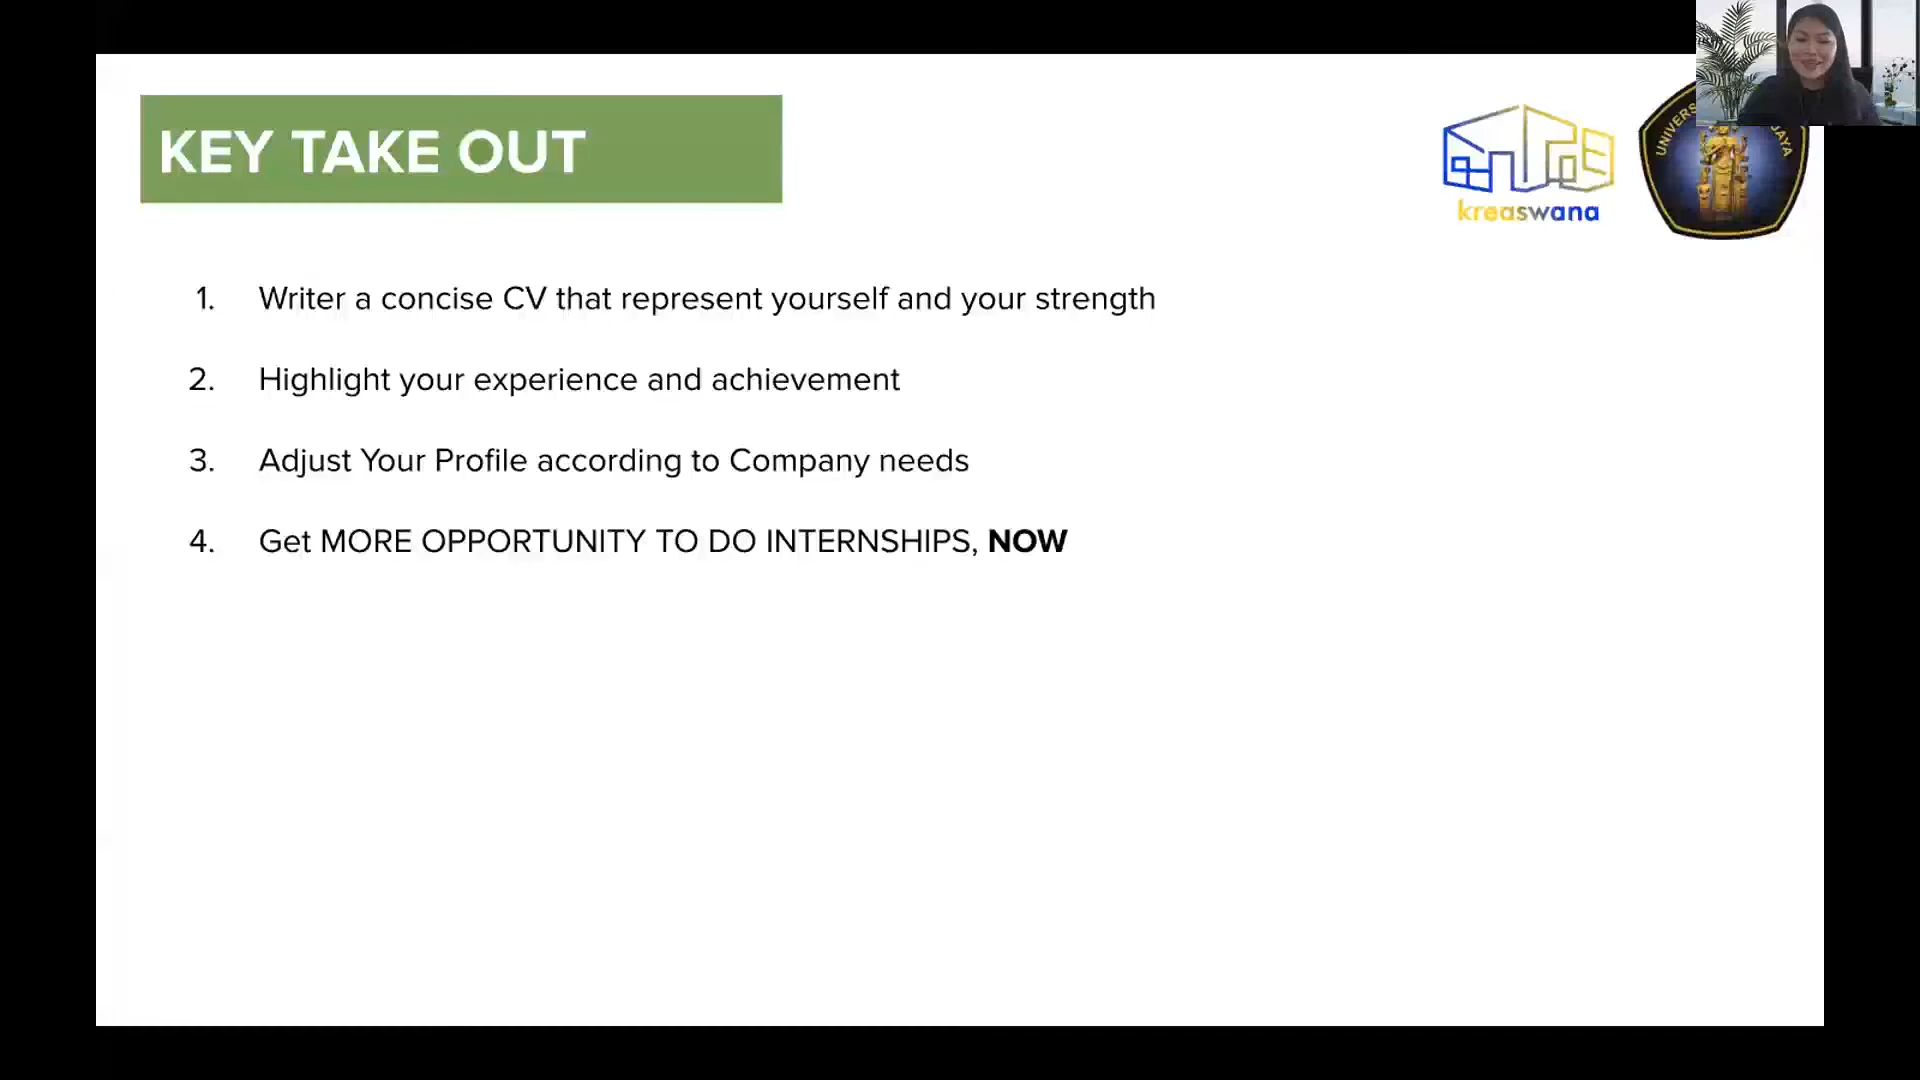 KEY TAKE OUT
kreaswana
1. Writer a concise CV that represent yourself and your strength
2. Highlight your experience and achievement
3. Adjust Your Profile according to Company needs
4. Get MORE OPPORTUNITY TO DO INTERNSHIPS, NOW